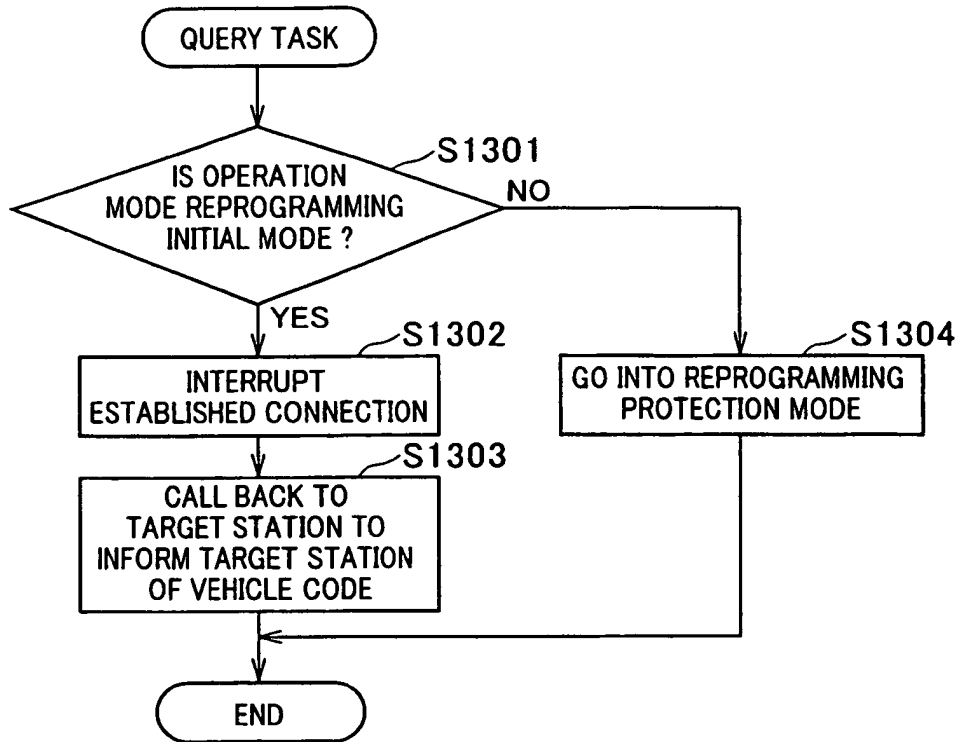 QUERY TASK
S1301
IS OPERATION
MODE REPROGRAMMING
INITIAL MODE ?
NO
YES
S1302
INTERRUPT
ESTABLISHED CONNECTION
S1304
GO INTO REPROGRAMMING
PROTECTION MODE
S1303
CALL BACK TO
TARGET STATION TO
INFORM TARGET STATION
OF VEHICLE CODE
END